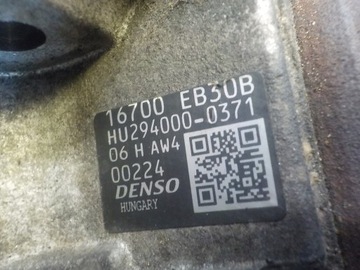 16700 EB30B
HU294000-0371
06 H AW4
00224
DENSO
HUNGARY